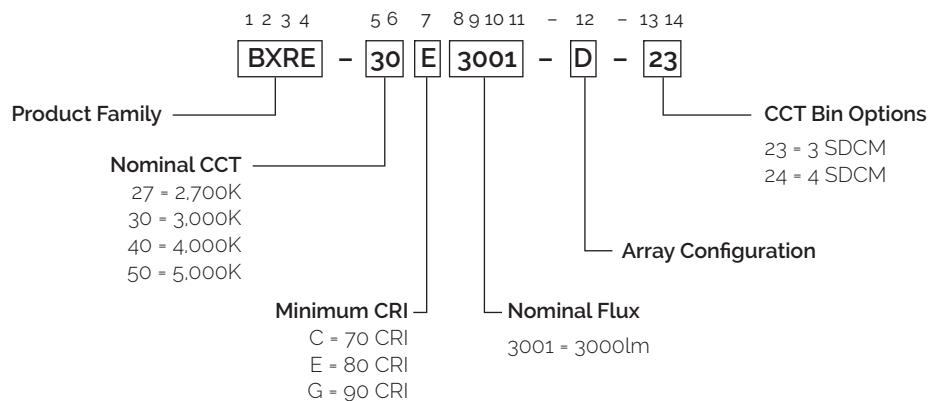 1 2 3 4 5 6 7 8 9 10 11 – 12 – 13 14
BXRE – 30 E 3001 – D – 23
Product Family
CCT Bin Options
23 = 3 SDCM
24 = 4 SDCM
Nominal CCT
27 = 2,700K
30 = 3,000K
40 = 4,000K
50 = 5,000K
Array Configuration
Minimum CRI
C = 70 CRI
E = 80 CRI
G = 90 CRI
Nominal Flux
3001 = 3000lm